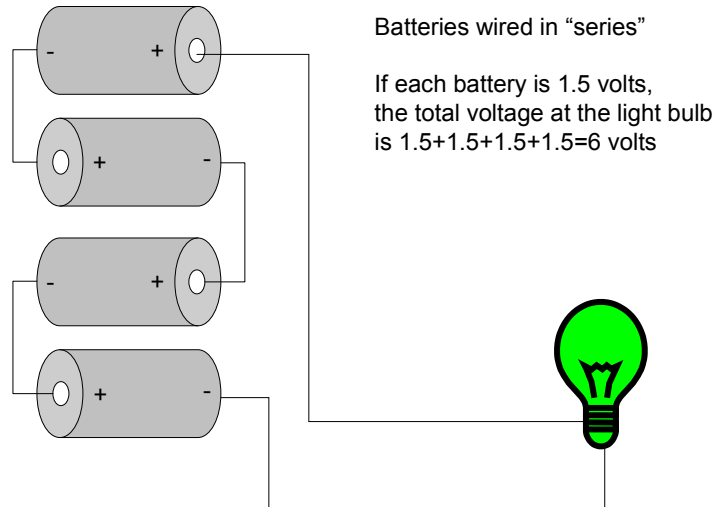 Batteries wired in “series”
If each battery is 1.5 volts,
the total voltage at the light bulb
is 1.5+1.5+1.5+1.5=6 volts
- +
+ -
- +
+ -